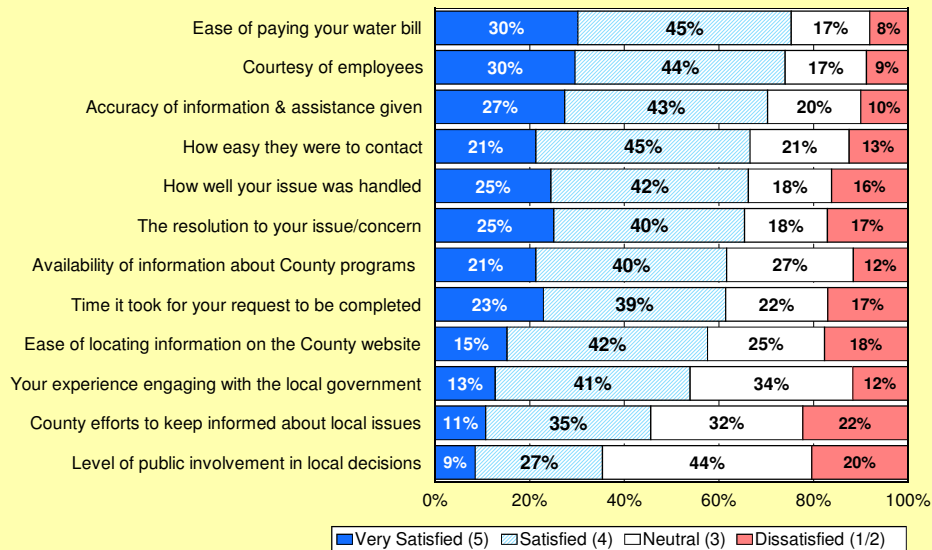 Ease of paying your water bill 30% 45% 17% 8%
Courtesy of employees 30% 44% 17% 9%
Accuracy of information & assistance given 27% 43% 20% 10%
How easy they were to contact 21% 45% 21% 13%
How well your issue was handled 25% 42% 18% 16%
The resolution to your issue/concern 25% 40% 18% 17%
Availability of information about County programs 21% 40% 27% 12%
Time it took for your request to be completed 23% 39% 22% 17%
Ease of locating information on the County website 15% 42% 25% 18%
Your experience engaging with the local government 13% 41% 34% 12%
County efforts to keep informed about local issues 11% 35% 32% 22%
Level of public involvement in local decisions 9% 27% 44% 20%
0% 20% 40% 60% 80% 100%
Very Satisfied (5) Satisfied (4) Neutral (3) Dissatisfied (1/2)